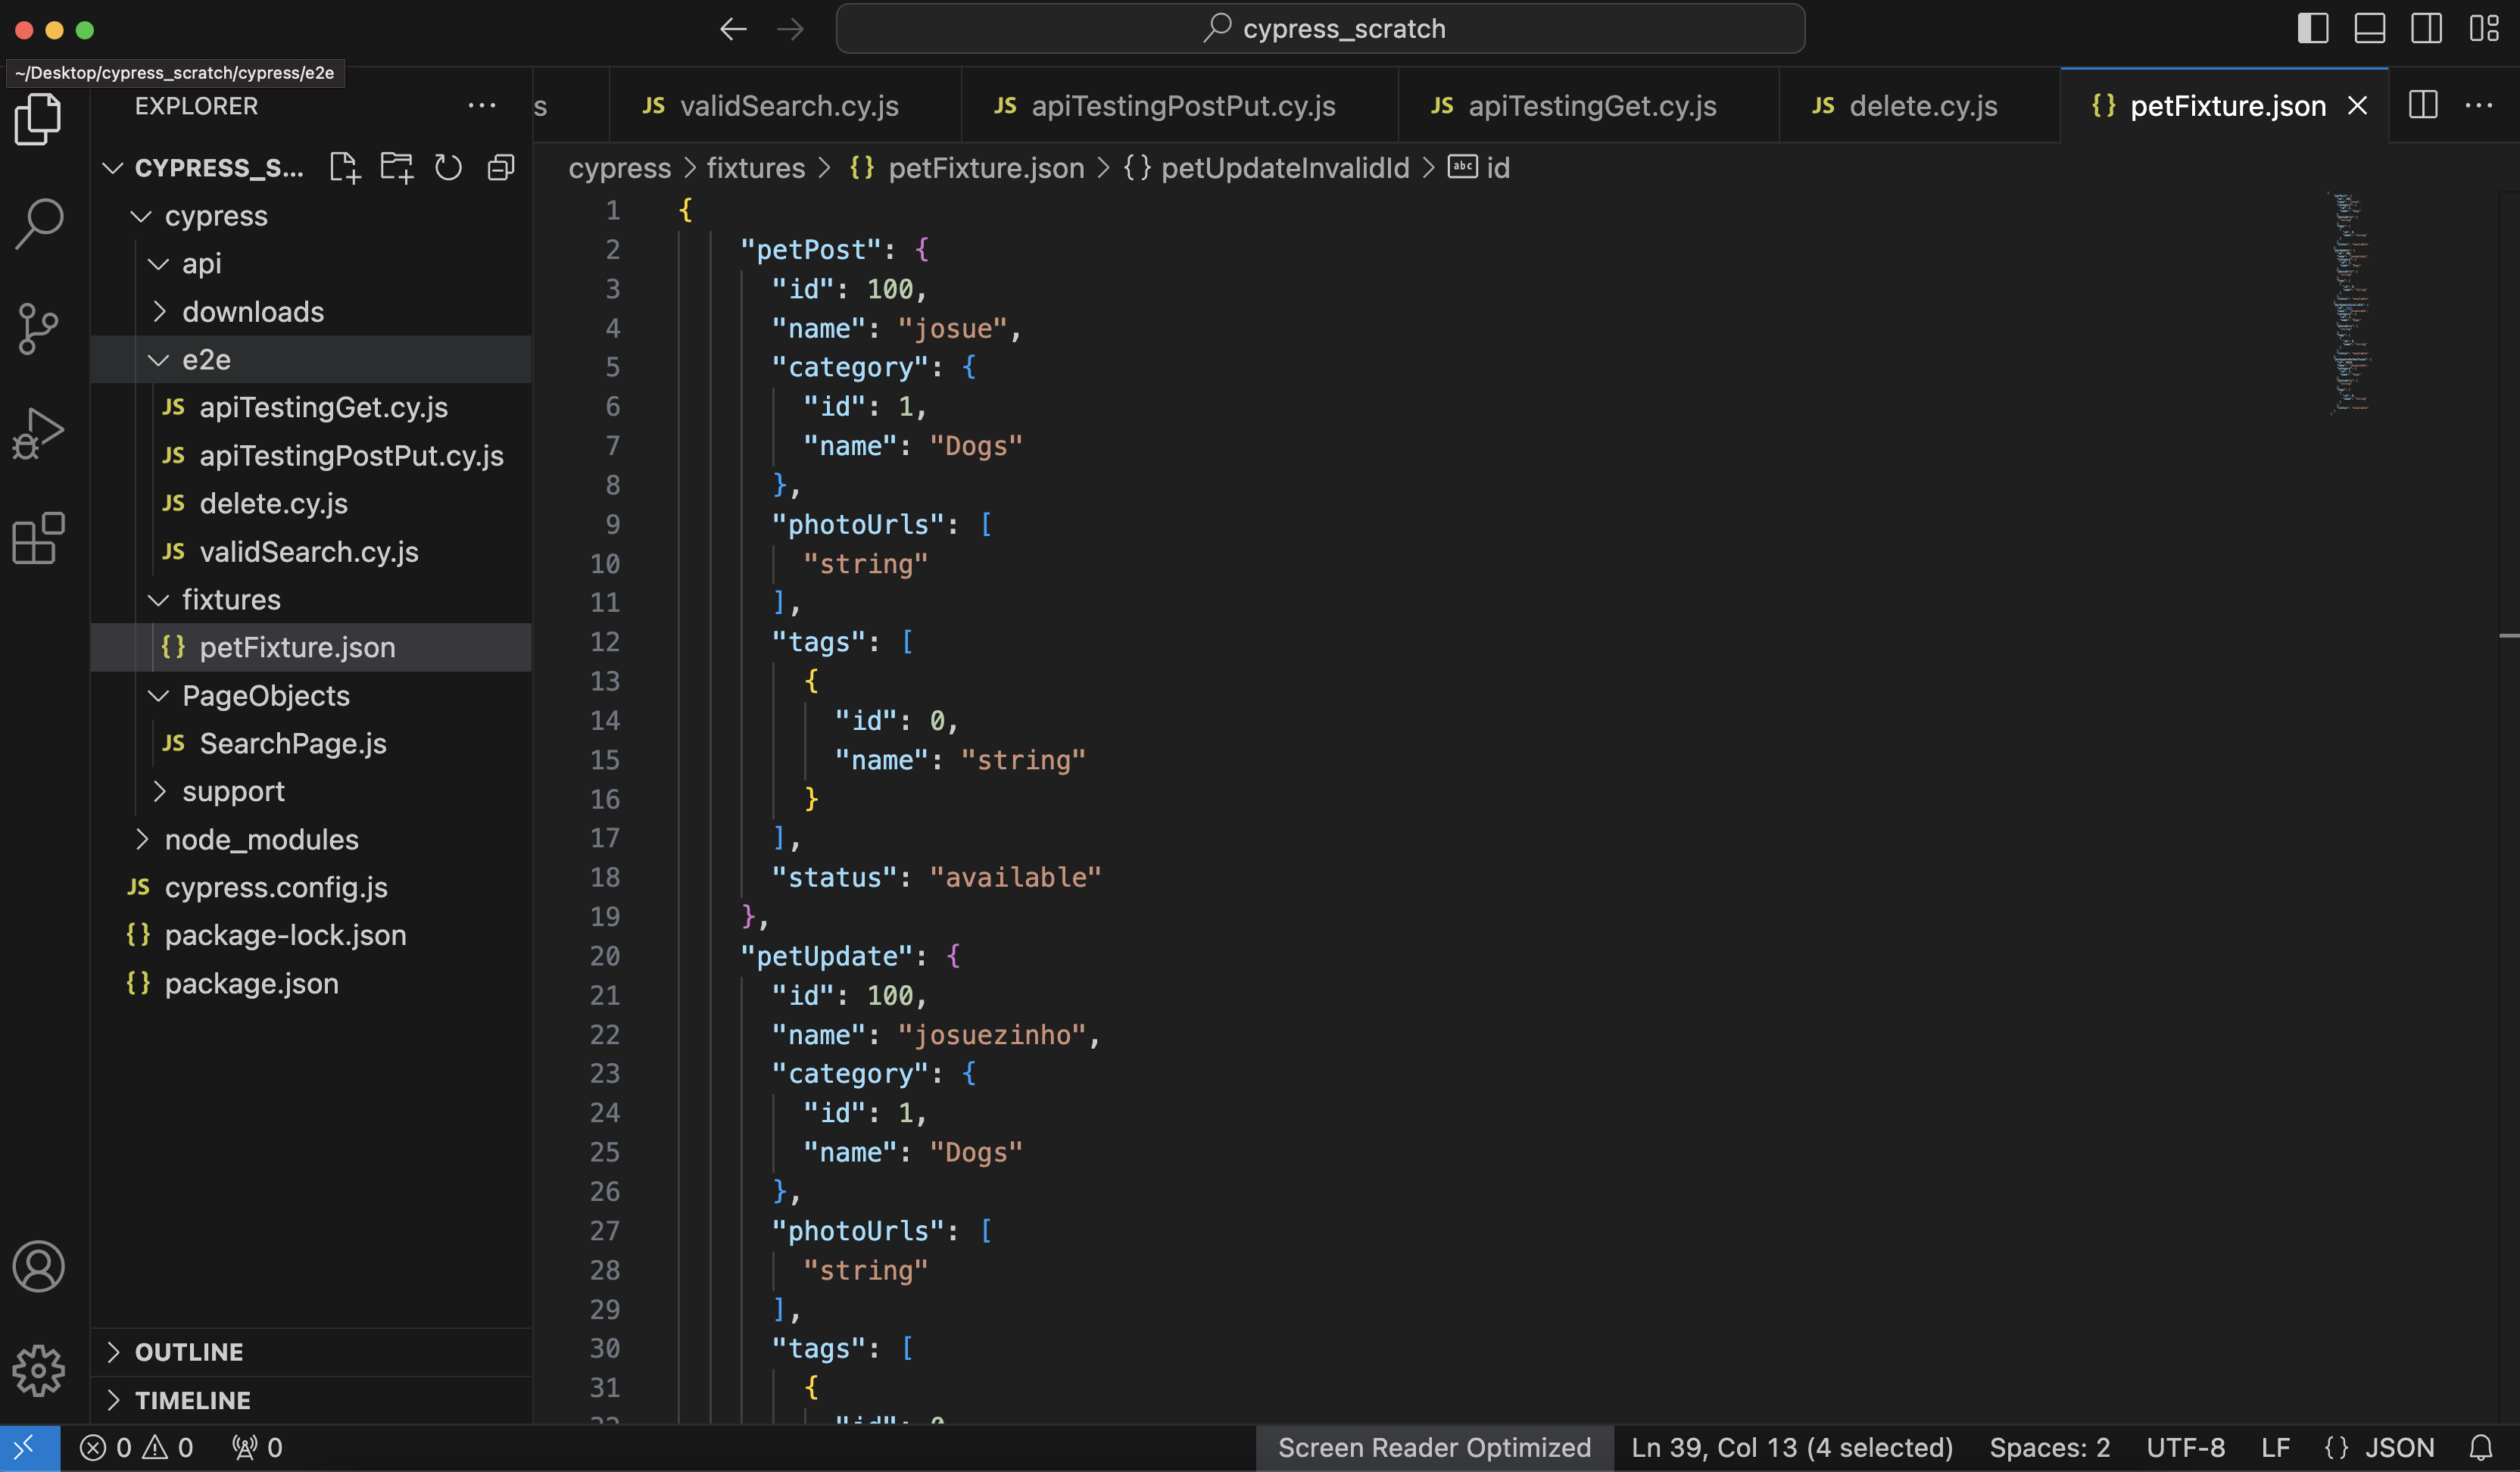 cypress_scratch
~/Desktop/cypress_scratch/cypress/e2e
EXPLORER
s
JS validSearch.cy.js
JS apiTestingPostPut.cy.js
JS apiTestingGet.cy.js
JS delete.cy.js
{} petFixture.json
CYPRESS_S...
cypress
api
downloads
e2e
JS apiTestingGet.cy.js
JS apiTestingPostPut.cy.js
JS delete.cy.js
JS validSearch.cy.js
fixtures
{} petFixture.json
PageObjects
JS SearchPage.js
support
node_modules
JS cypress.config.js
{} package-lock.json
{} package.json
OUTLINE
TIMELINE
cypress > fixtures > {} petFixture.json > {} petUpdateInvalidId > abc id
1 {
2 "petPost": {
3 "id": 100,
4 "name": "josue",
5 "category": {
6 "id": 1,
7 "name": "Dogs"
8 },
9 "photoUrls": [
10 "string"
11 ],
12 "tags": [
13 {
14 "id": 0,
15 "name": "string"
16 }
17 ],
18 "status": "available"
19 },
20 "petUpdate": {
21 "id": 100,
22 "name": "josuezinho",
23 "category": {
24 "id": 1,
25 "name": "Dogs"
26 },
27 "photoUrls": [
28 "string"
29 ],
30 "tags": [
31 {
0 0 0
Screen Reader Optimized Ln 39, Col 13 (4 selected) Spaces: 2 UTF-8 LF {} JSON